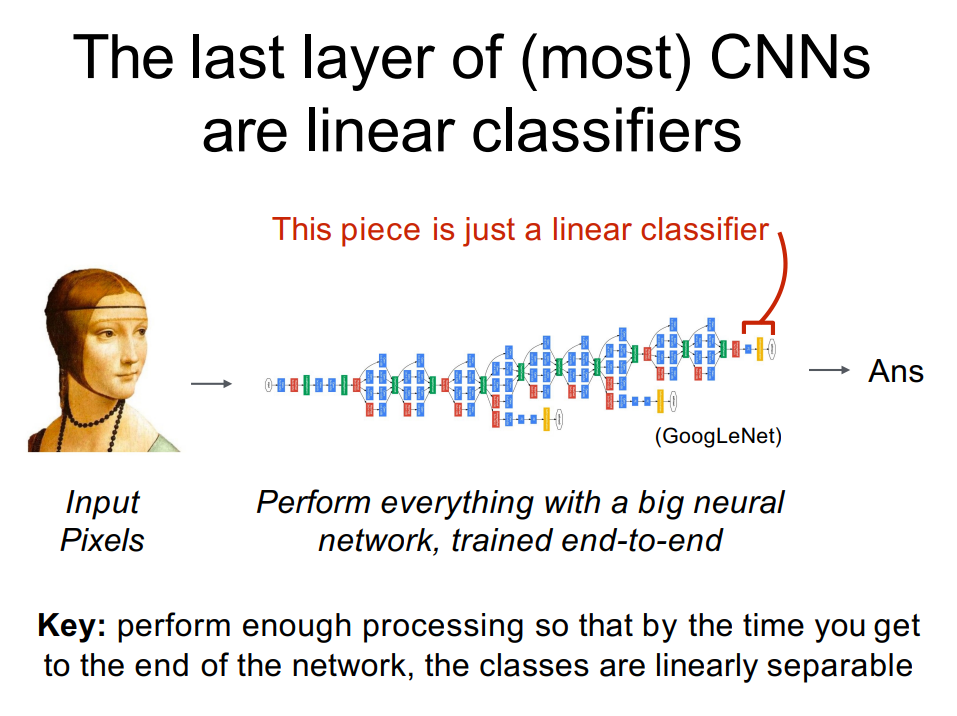 The last layer of (most) CNNs
are linear classifiers
This piece is just a linear classifier
Ans
(GoogLeNet)
Input
Pixels
Perform everything with a big neural
network, trained end-to-end
Key: perform enough processing so that by the time you get
to the end of the network, the classes are linearly separable